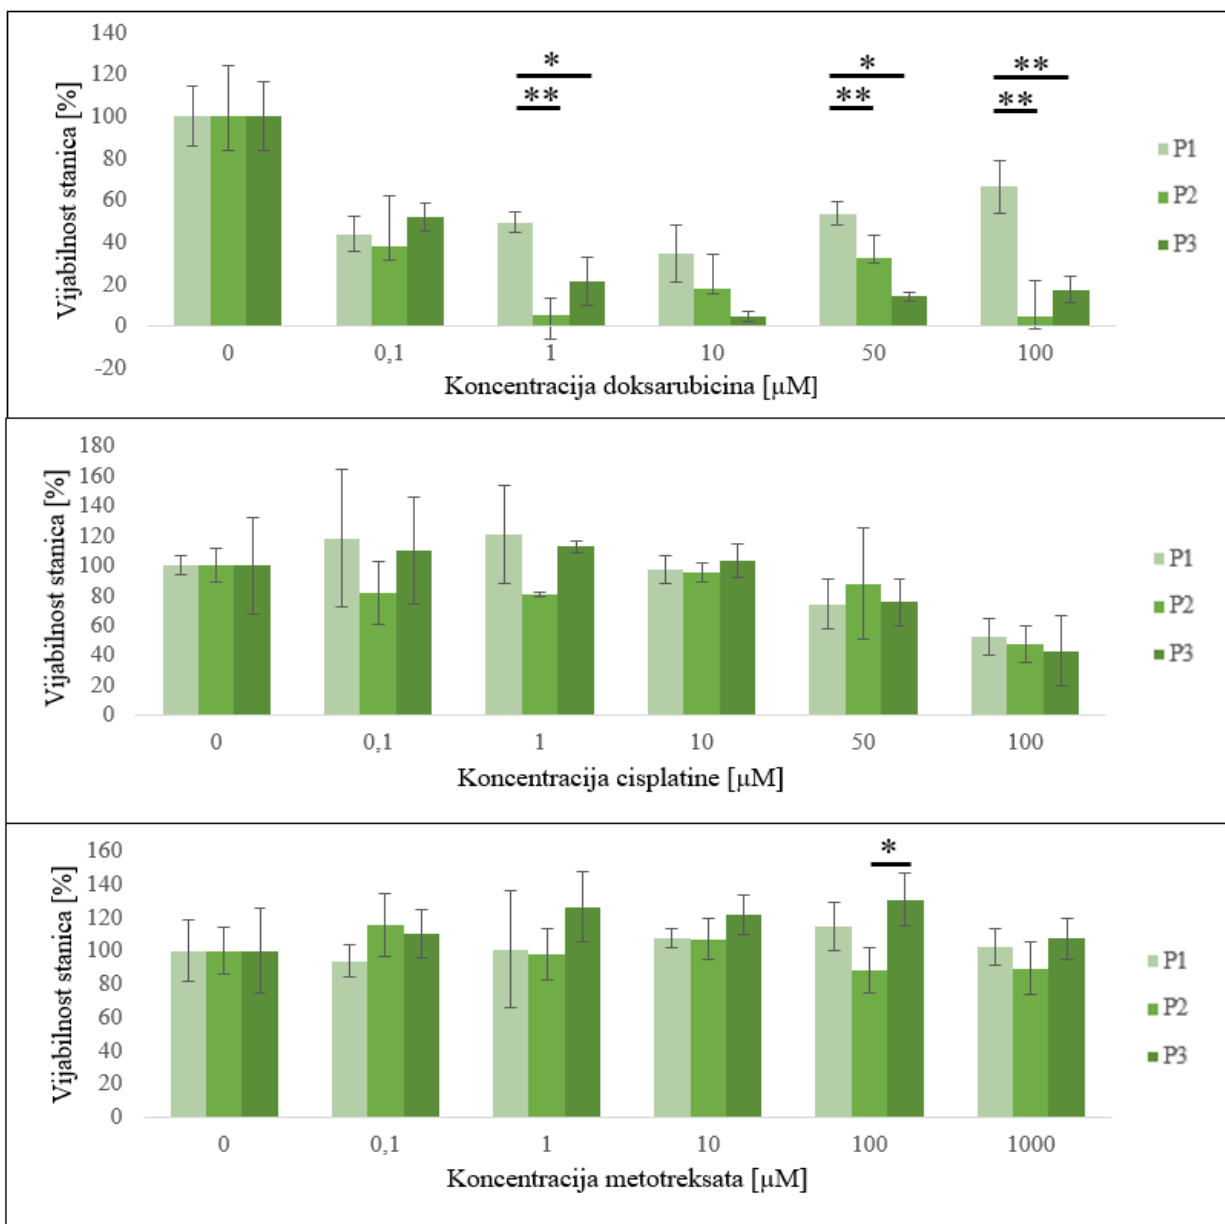 Vijabilnost stanica [%]
140
120
100
80
60
40
20
0
-20
* * **
** ** **
P1
P2
P3
0 0,1 1 10 50 100
Koncentracija doksarubicina [µM]
Vijabilnost stanica [%]
180
160
140
120
100
80
60
40
20
0
P1
P2
P3
0 0,1 1 10 50 100
Koncentracija cisplatine [µM]
Vijabilnost stanica [%]
160
140
120
100
80
60
40
20
0
*
P1
P2
P3
0 0,1 1 10 100 1000
Koncentracija metotreksata [µM]